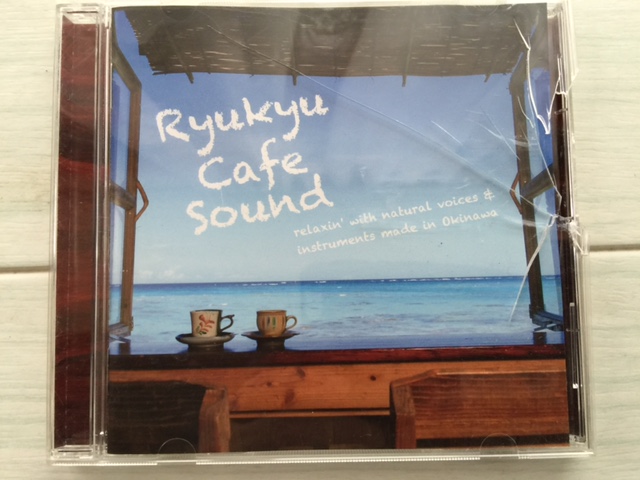 Ryukyu
Cafe
Sound
relaxin' with natural voices &
instruments made in Okinawa